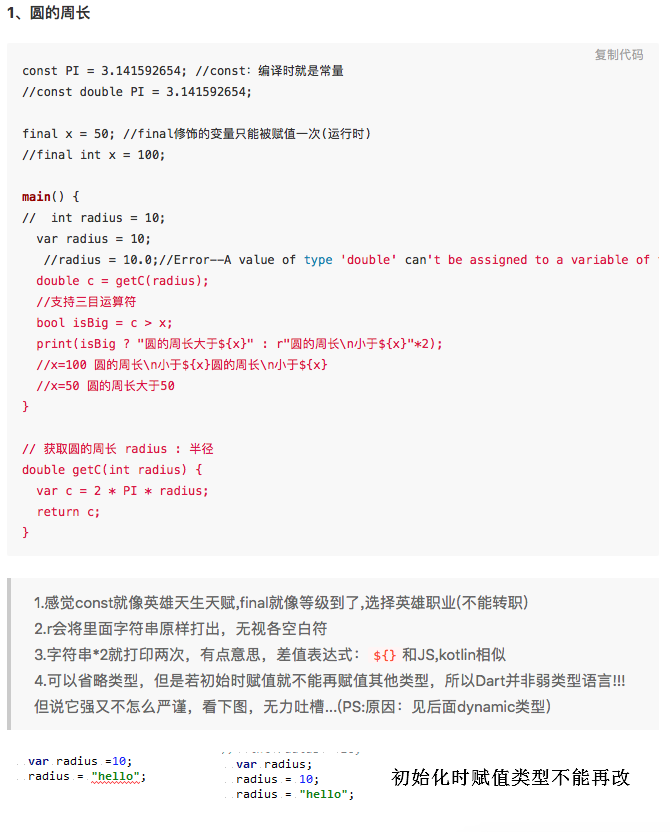 1、圆的周长
复制代码
const PI = 3.141592654; //const：编译时就是常量
//const double PI = 3.141592654;
final x = 50; //final修饰的变量只能被赋值一次(运行时)
//final int x = 100;
main() {
//  int radius = 10;
  var radius = 10;
   //radius = 10.0;//Error--A value of type 'double' can't be assigned to a variable of
  double c = getC(radius);
  //支持三目运算符
  bool isBig = c > x;
  print(isBig ? "圆的周长大于${x}" : r"圆的周长\n小于${x}"*2);
  //x=100 圆的周长\n小于${x}圆的周长\n小于${x}
  //x=50 圆的周长大于50
}
// 获取圆的周长 radius : 半径
double getC(int radius) {
  var c = 2 * PI * radius;
  return c;
}
1.感觉const就像英雄天生天赋,final就像等级到了,选择英雄职业(不能转职)
2.r会将里面字符串原样打出，无视各空白符
3.字符串*2就打印两次，有点意思，差值表达式： ${} 和JS,kotlin相似
4.可以省略类型，但是若初始时赋值就不能再赋值其他类型，所以Dart并非弱类型语言!!!
但说它强又不怎么严谨，看下图，无力吐槽...(PS:原因：见后面dynamic类型)
var radius =10;
radius = "hello";
var radius;
radius = 10;
radius = "hello";
初始化时赋值类型不能再改